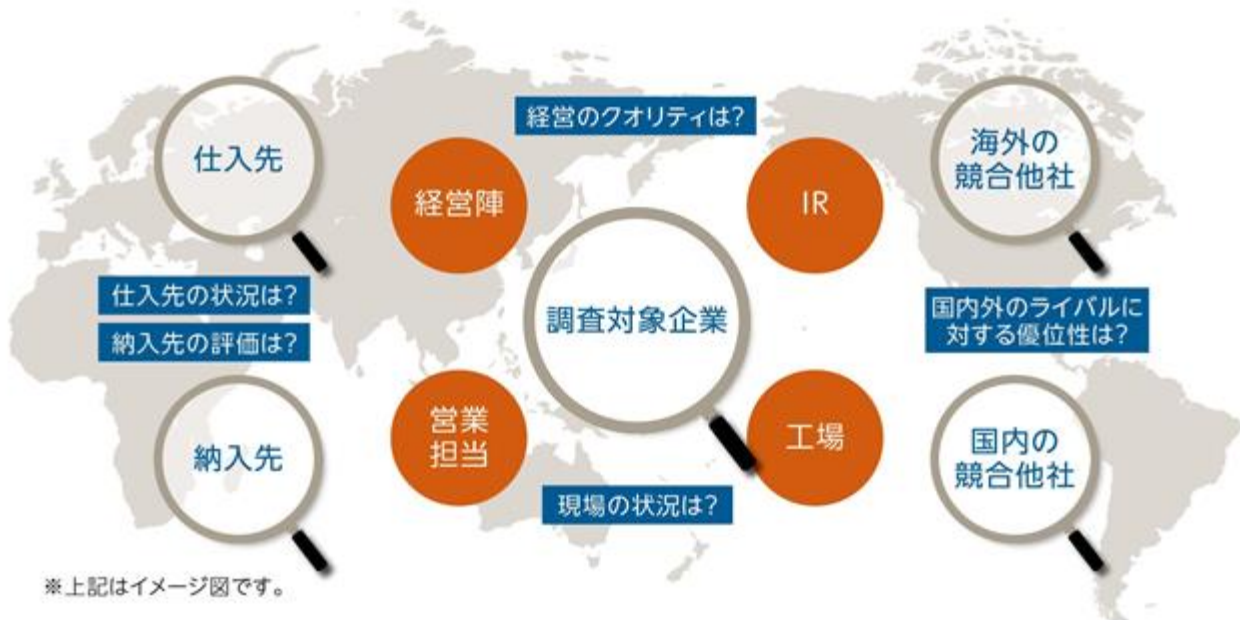 経営のクオリティは?
仕入先
経営陣
IR
海外の
競合他社
仕入先の状況は?
納入先の評価は?
調査対象企業
国内外のライバルに
対する優位性は?
納入先
営業
担当
工場
国内の
競合他社
現場の状況は?
※上記はイメージ図です。